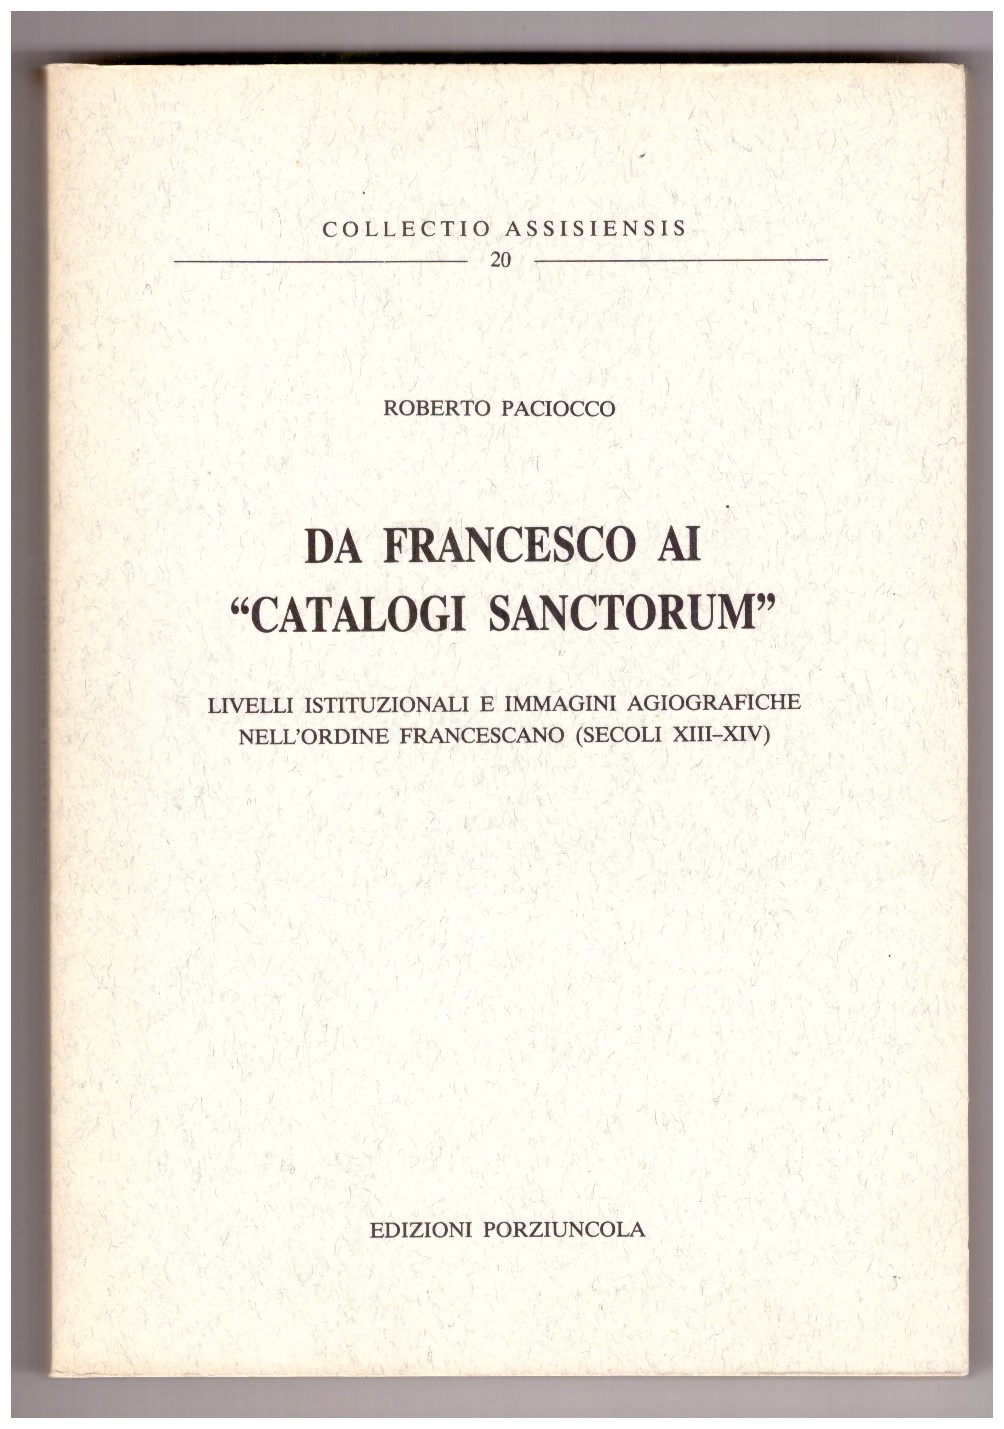 COLLECTIO ASSISIENSIS
20
ROBERTO PACIOCCO
DA FRANCESCO AI
“CATALOGI SANCTORUM”
LIVELLI ISTITUZIONALI E IMMAGINI AGIOGRAFICHE
NELL'ORDINE FRANCESCANO (SECOLI XIII–XIV)
EDIZIONI PORZIUNCOLA